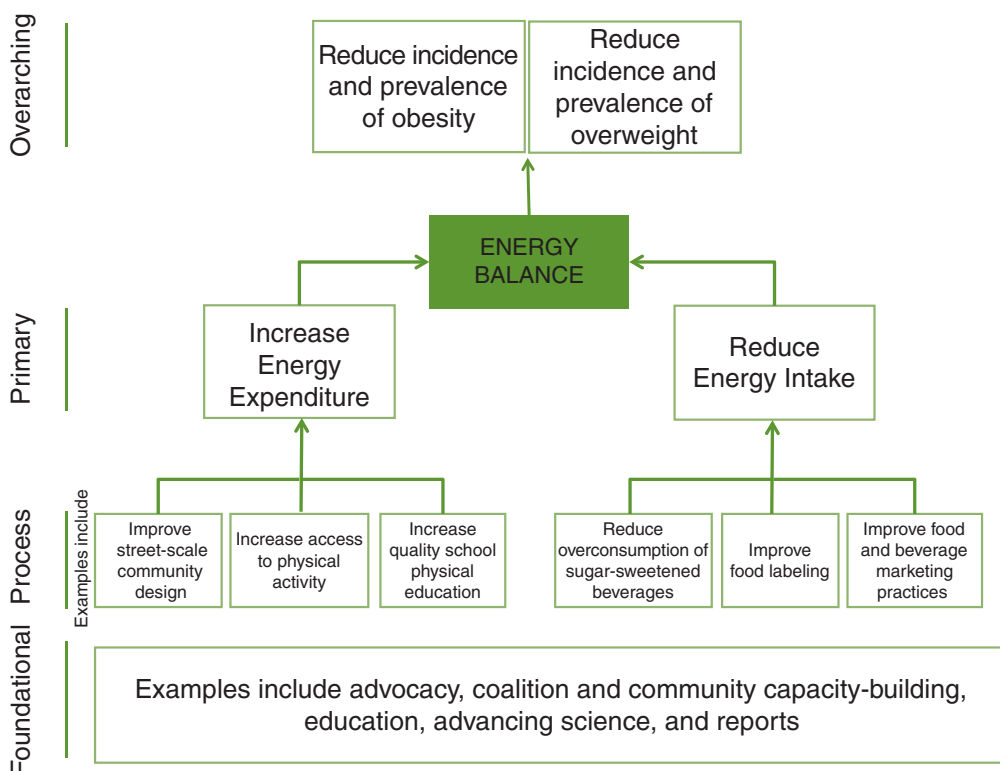 Overarching
Reduce incidence
and prevalence
of obesity
Reduce
incidence and
prevalence of
overweight
ENERGY
BALANCE
Primary
Increase
Energy
Expenditure
Reduce
Energy Intake
Process
Examples include
Improve
street-scale
community
design
Increase access
to physical
activity
Increase
quality school
physical
education
Reduce
overconsumption of
sugar-sweetened
beverages
Improve
food labeling
Improve food
and beverage
marketing
practices
Foundational
Examples include advocacy, coalition and community capacity-building,
education, advancing science, and reports